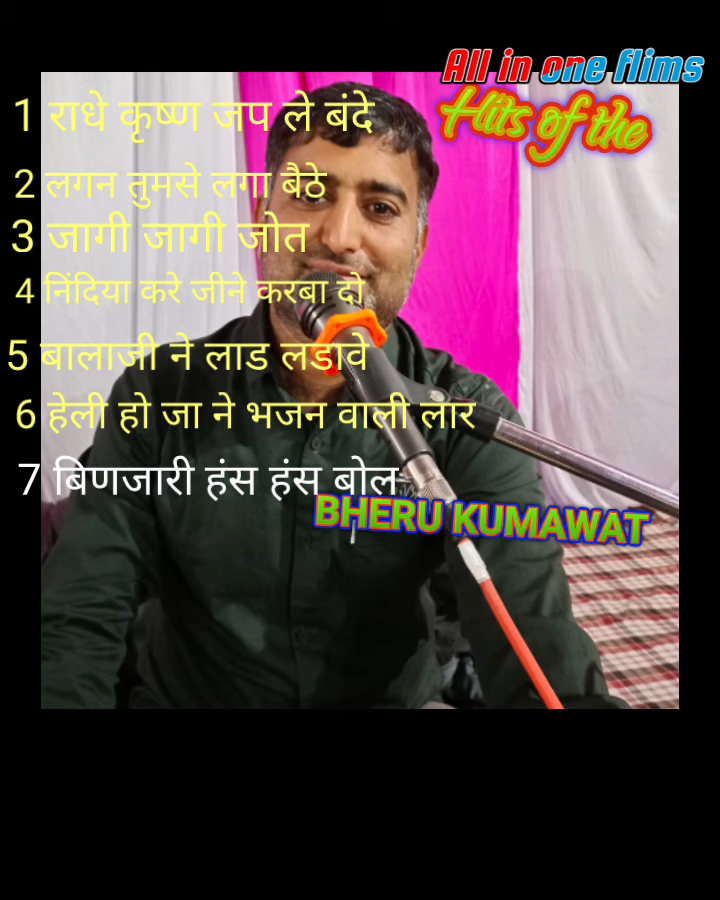 All in one flims
Hits of the
1 राधे कृष्ण जप ले बंदे
2 लगन तुमसे लगा बैठे
3 जागी जागी जोत
4 निंदिया करे जीने करबा दो
5 बालाजी ने लाड लडावे
6 हेली हो जा ने भजन वाली लार
7 बिणजारी हंस हंस बोल
BHERU KUMAWAT